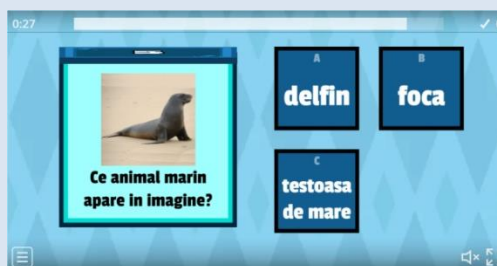 0:27
Ce animal marin
apare in imagine?
A
delfin
B
foca
C
testoasa
de mare